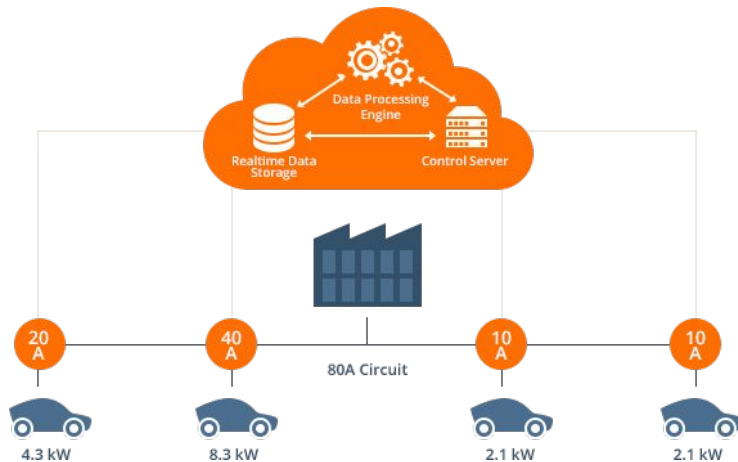 Data Processing
Engine
Realtime Data
Storage
Control Server
20
A
40
A
10
A
10
A
80A Circuit
4.3 kW
8.3 kW
2.1 kW
2.1 kW